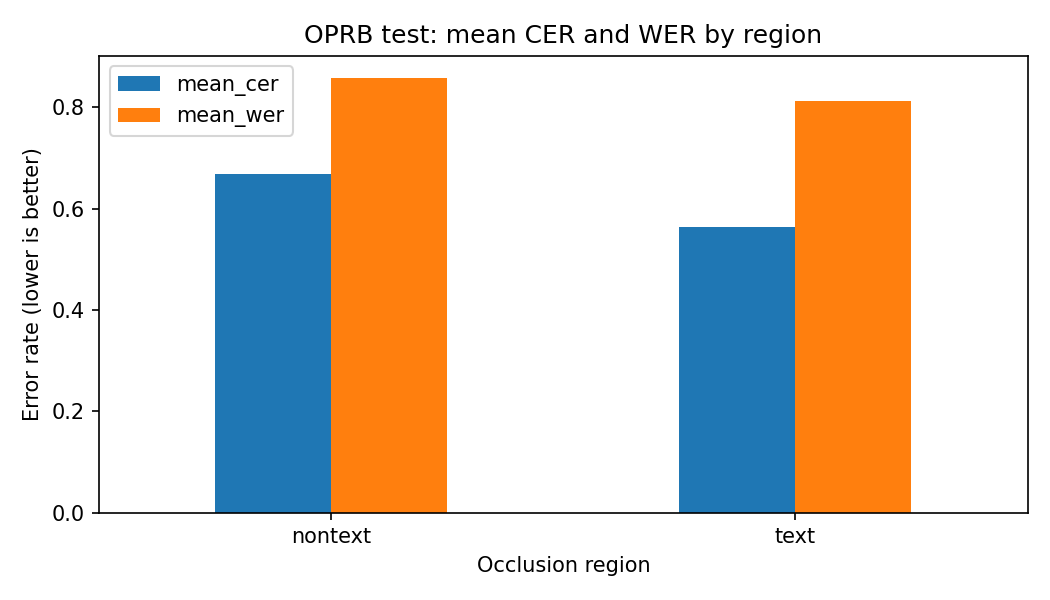 OPRB test: mean CER and WER by region
mean_cer
mean_wer
Error rate (lower is better)
0.8
0.6
0.4
0.2
0.0
nontext
text
Occlusion region